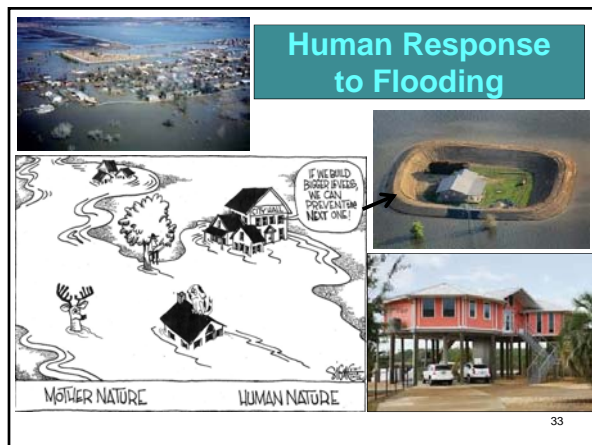 Human Response
to Flooding
IF WE BUILD
BIGGER LEVEES,
WE CAN
PREVENT THE
NEXT ONE!
CITY HALL
MOTHER NATURE
HUMAN NATURE
33